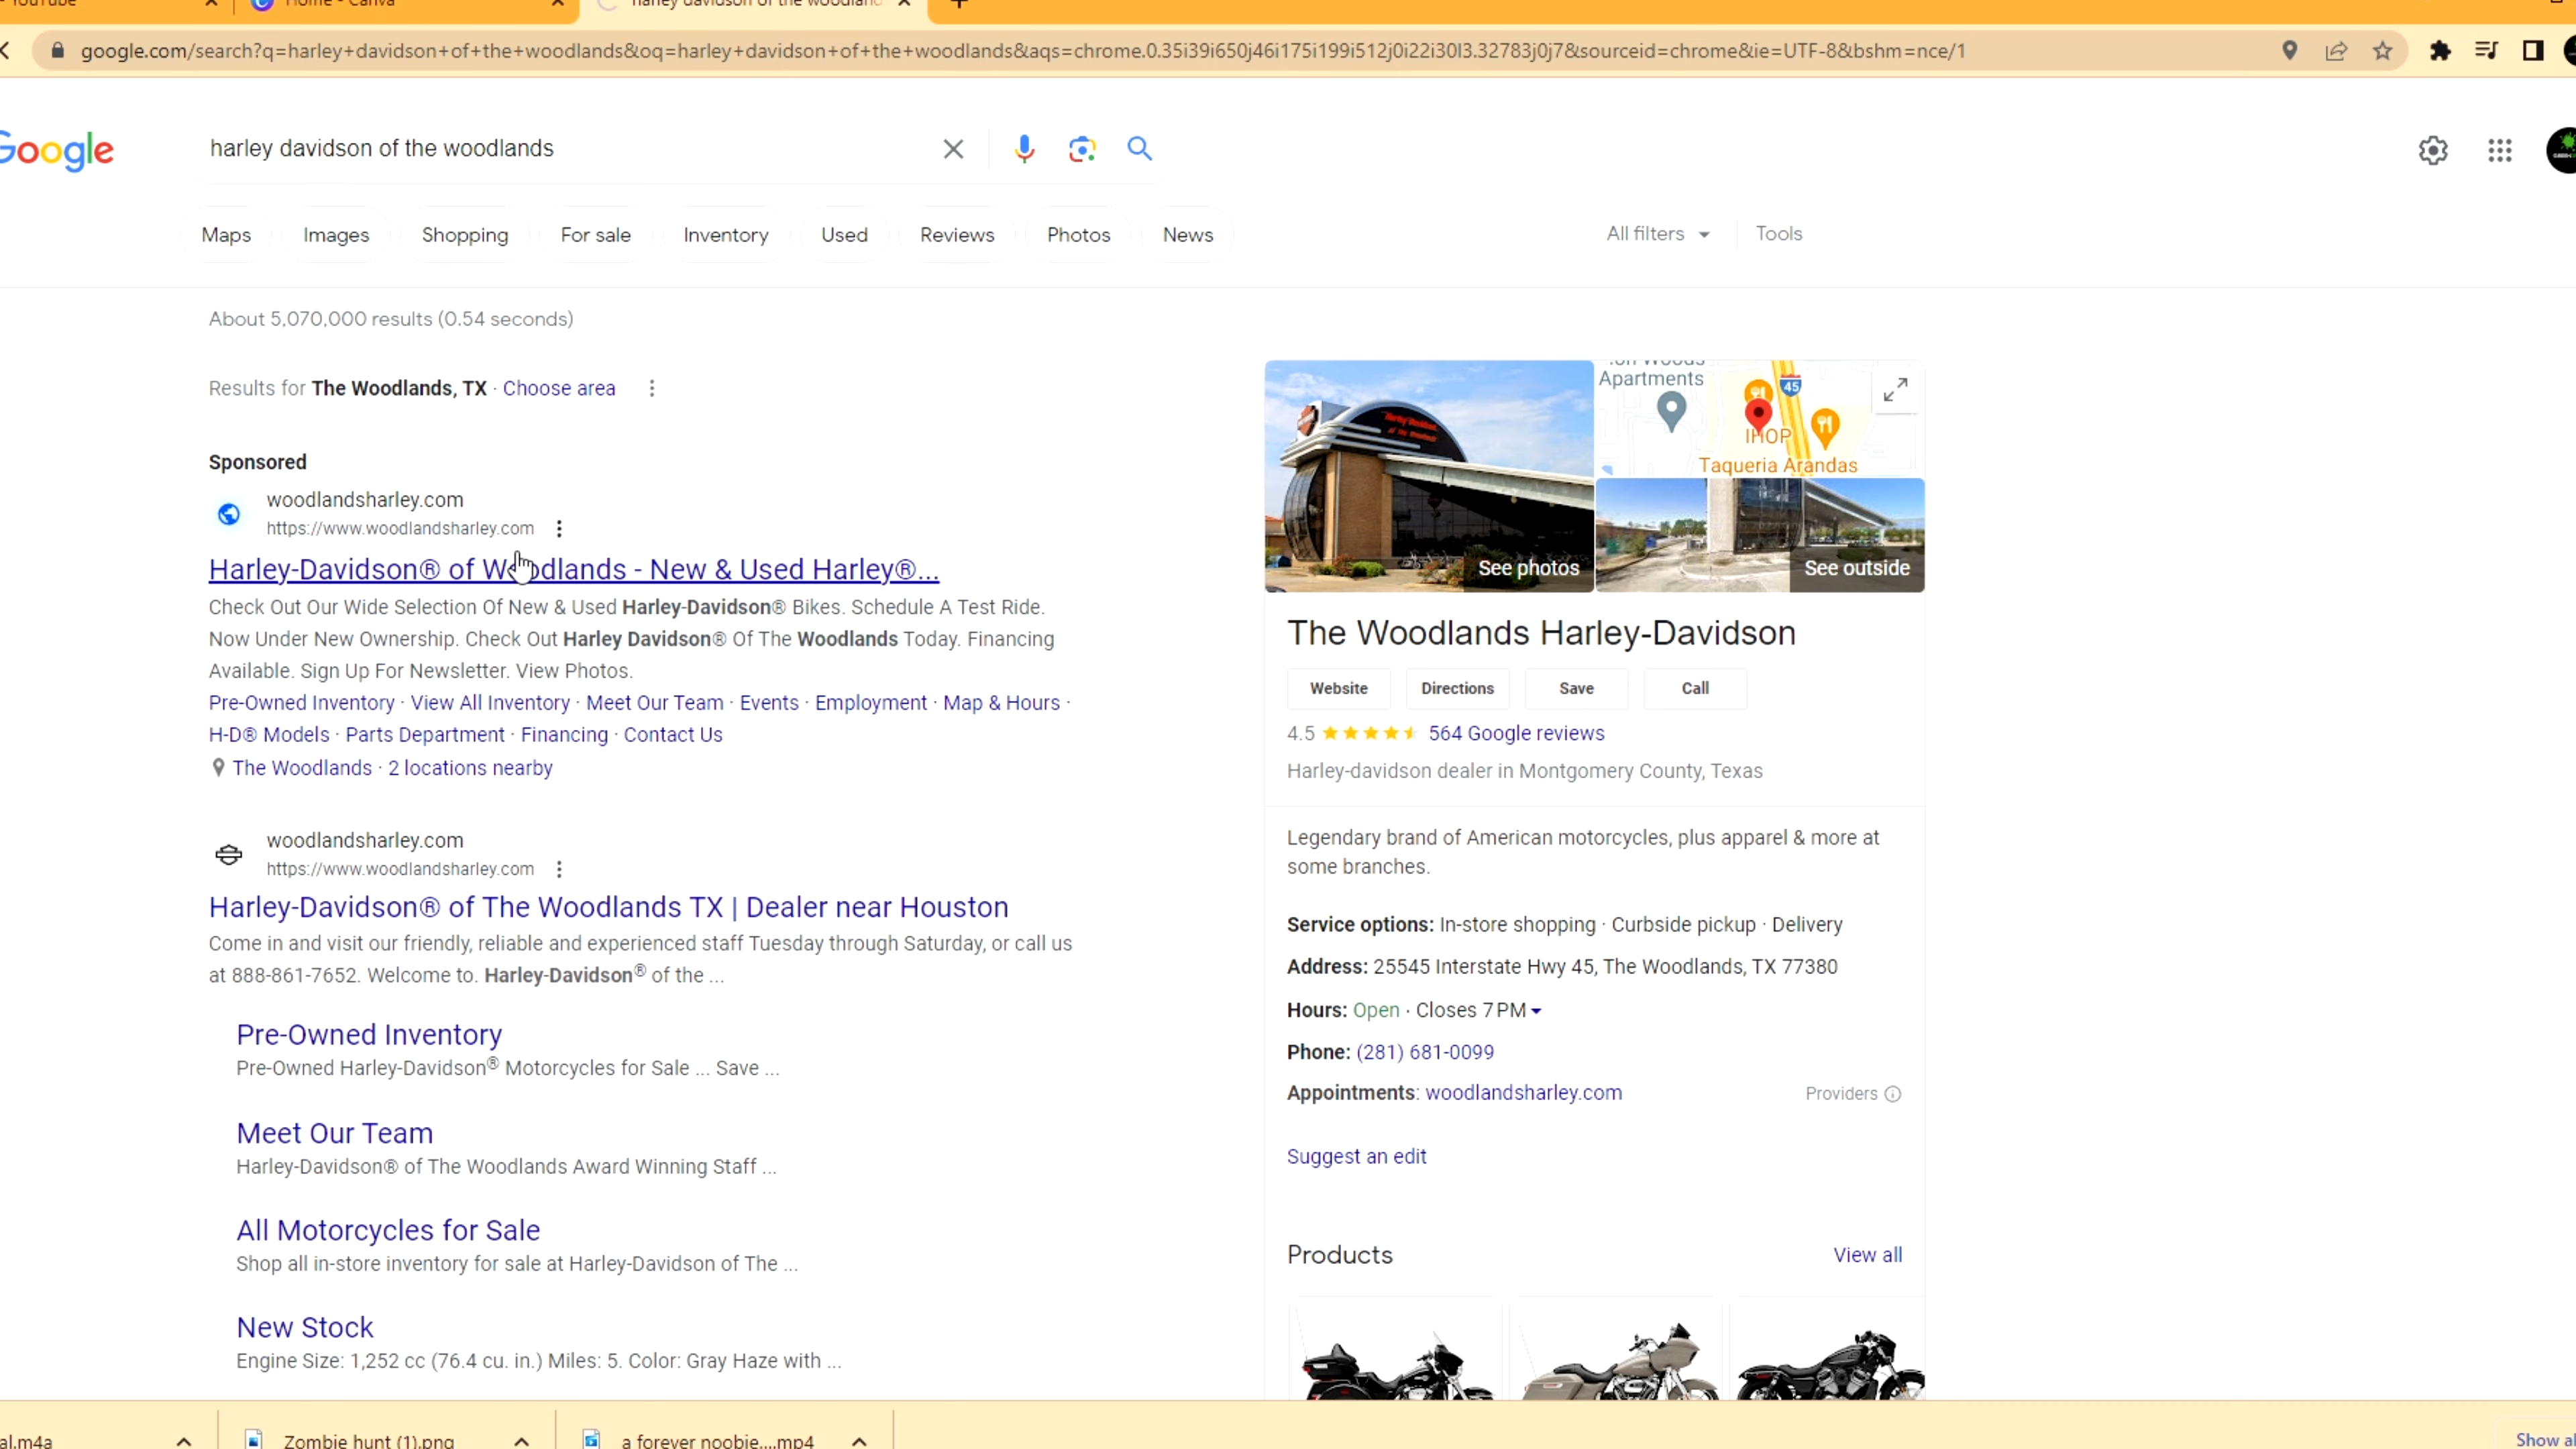 YouTube
Home - Canva
harley davidson of the woodland
google.com/search?q=harley+davidson+of+the+woodlands&oq=harley+davidson+of+the+woodlands&aqs=chrome.0.35i39i650j46i175i199i512j0i22i30l3.32783j0j7&sourceid=chrome&ie=UTF-8&bshm=nce/1
Google
harley davidson of the woodlands
Maps
Images
Shopping
For sale
Inventory
Used
Reviews
Photos
News
All filters
Tools
About 5,070,000 results (0.54 seconds)
Results for The Woodlands, TX · Choose area
Sponsored
woodlandsharley.com
https://www.woodlandsharley.com
Harley-Davidson® of Woodlands - New & Used Harley®...
Check Out Our Wide Selection Of New & Used Harley-Davidson® Bikes. Schedule A Test Ride.
Now Under New Ownership. Check Out Harley Davidson® Of The Woodlands Today. Financing
Available. Sign Up For Newsletter. View Photos.
Pre-Owned Inventory · View All Inventory · Meet Our Team · Events · Employment · Map & Hours ·
H-D® Models · Parts Department · Financing · Contact Us
The Woodlands · 2 locations nearby
woodlandsharley.com
https://www.woodlandsharley.com
Harley-Davidson® of The Woodlands TX | Dealer near Houston
Come in and visit our friendly, reliable and experienced staff Tuesday through Saturday, or call us
at 888-861-7652. Welcome to. Harley-Davidson® of the ...
Pre-Owned Inventory
Pre-Owned Harley-Davidson® Motorcycles for Sale ... Save ...
Meet Our Team
Harley-Davidson® of The Woodlands Award Winning Staff ...
All Motorcycles for Sale
Shop all in-store inventory for sale at Harley-Davidson of The ...
New Stock
Engine Size: 1,252 cc (76.4 cu. in.) Miles: 5. Color: Gray Haze with ...
Apartments
45
IHOP
Taqueria Arandas
See photos
See outside
The Woodlands Harley-Davidson
Website
Directions
Save
Call
4.5
564 Google reviews
Harley-davidson dealer in Montgomery County, Texas
Legendary brand of American motorcycles, plus apparel & more at
some branches.
Service options: In-store shopping · Curbside pickup · Delivery
Address: 25545 Interstate Hwy 45, The Woodlands, TX 77380
Hours: Open · Closes 7 PM
Phone: (281) 681-0099
Appointments: woodlandsharley.com
Providers
Suggest an edit
Products
View all
al.m4a
Zombie hunt (1).png
a forever noobie....mp4
Show al